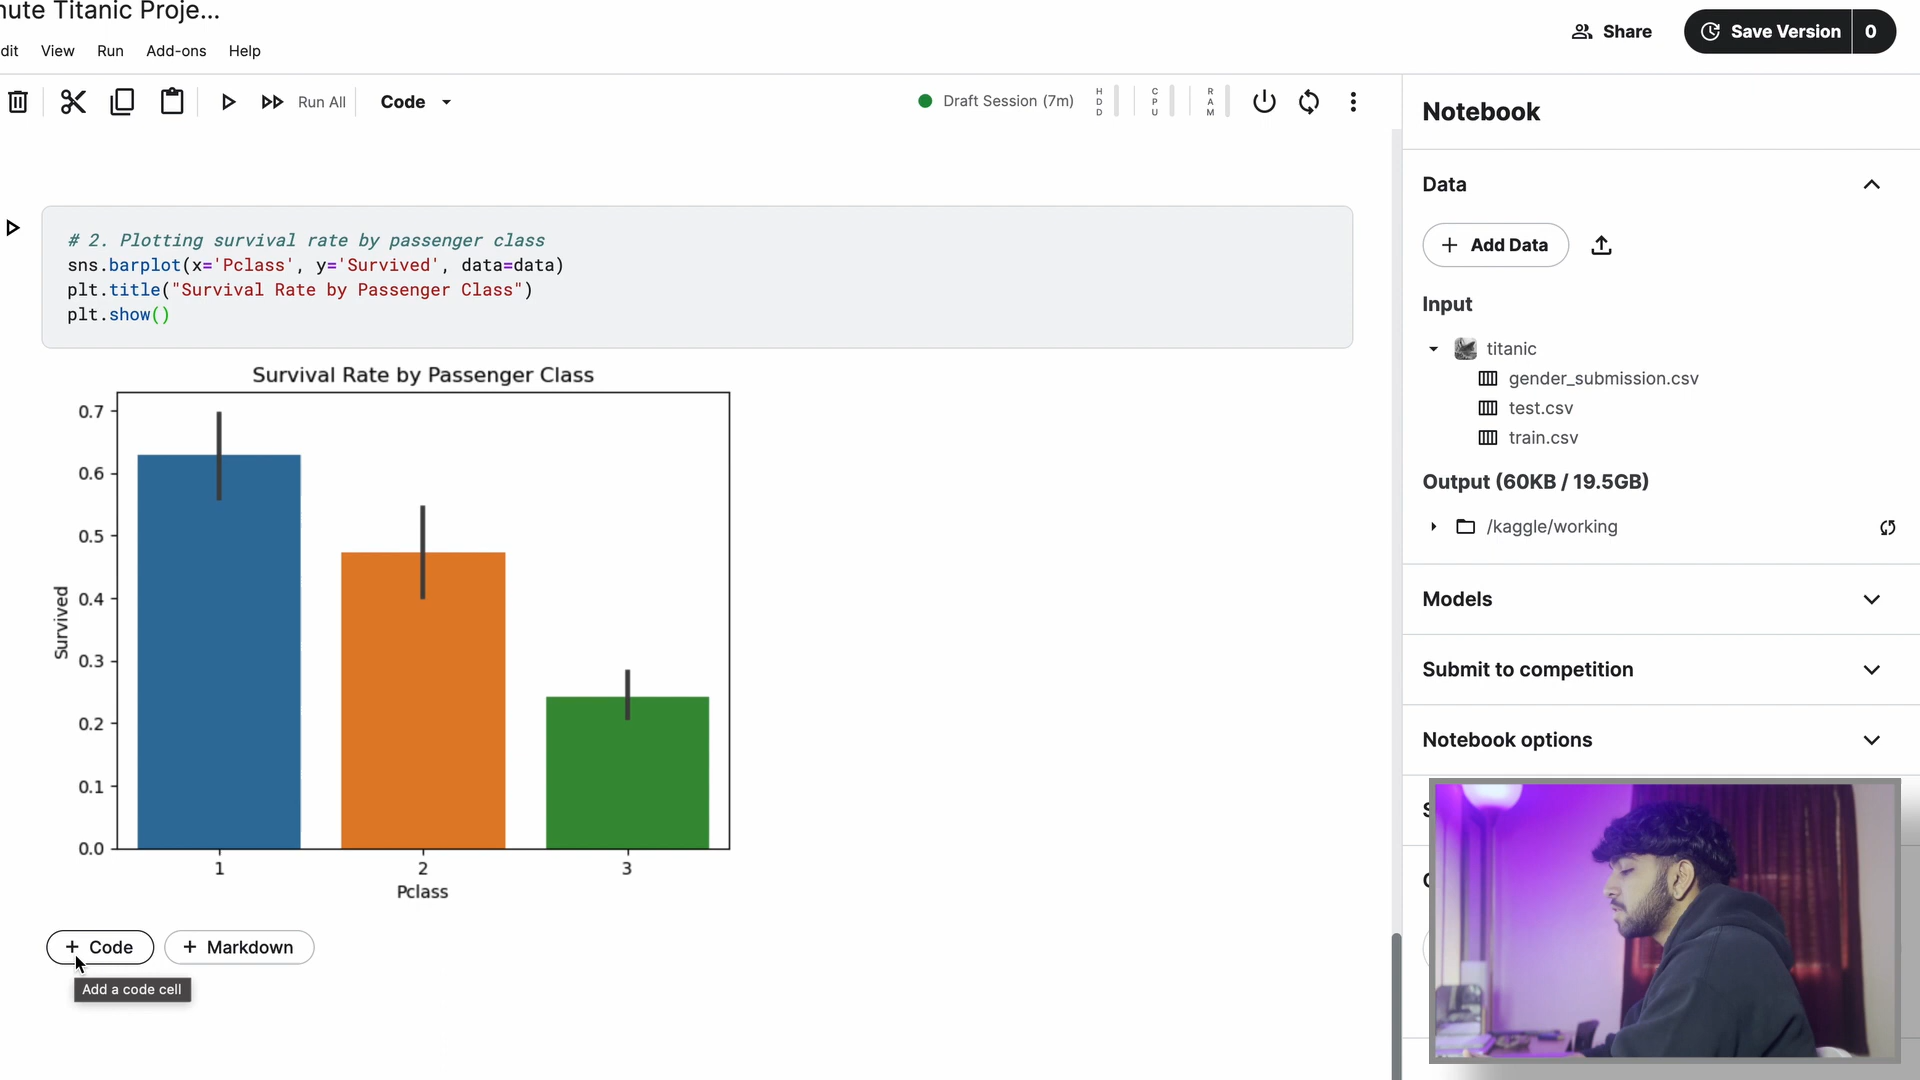 nute Titanic Proje...
dit View Run Add-ons Help
Share
Save Version 0
Run All
Code
Draft Session (7m)
HDD
CPU
RAM
# 2. Plotting survival rate by passenger class
sns.barplot(x='Pclass', y='Survived', data=data)
plt.title("Survival Rate by Passenger Class")
plt.show()
Survival Rate by Passenger Class
0.7
0.6
0.5
0.4
0.3
0.2
0.1
0.0
Survived
1 2 3
Pclass
+ Code
+ Markdown
Add a code cell
Notebook
Data
+ Add Data
Input
titanic
gender_submission.csv
test.csv
train.csv
Output (60KB / 19.5GB)
/kaggle/working
Models
Submit to competition
Notebook options